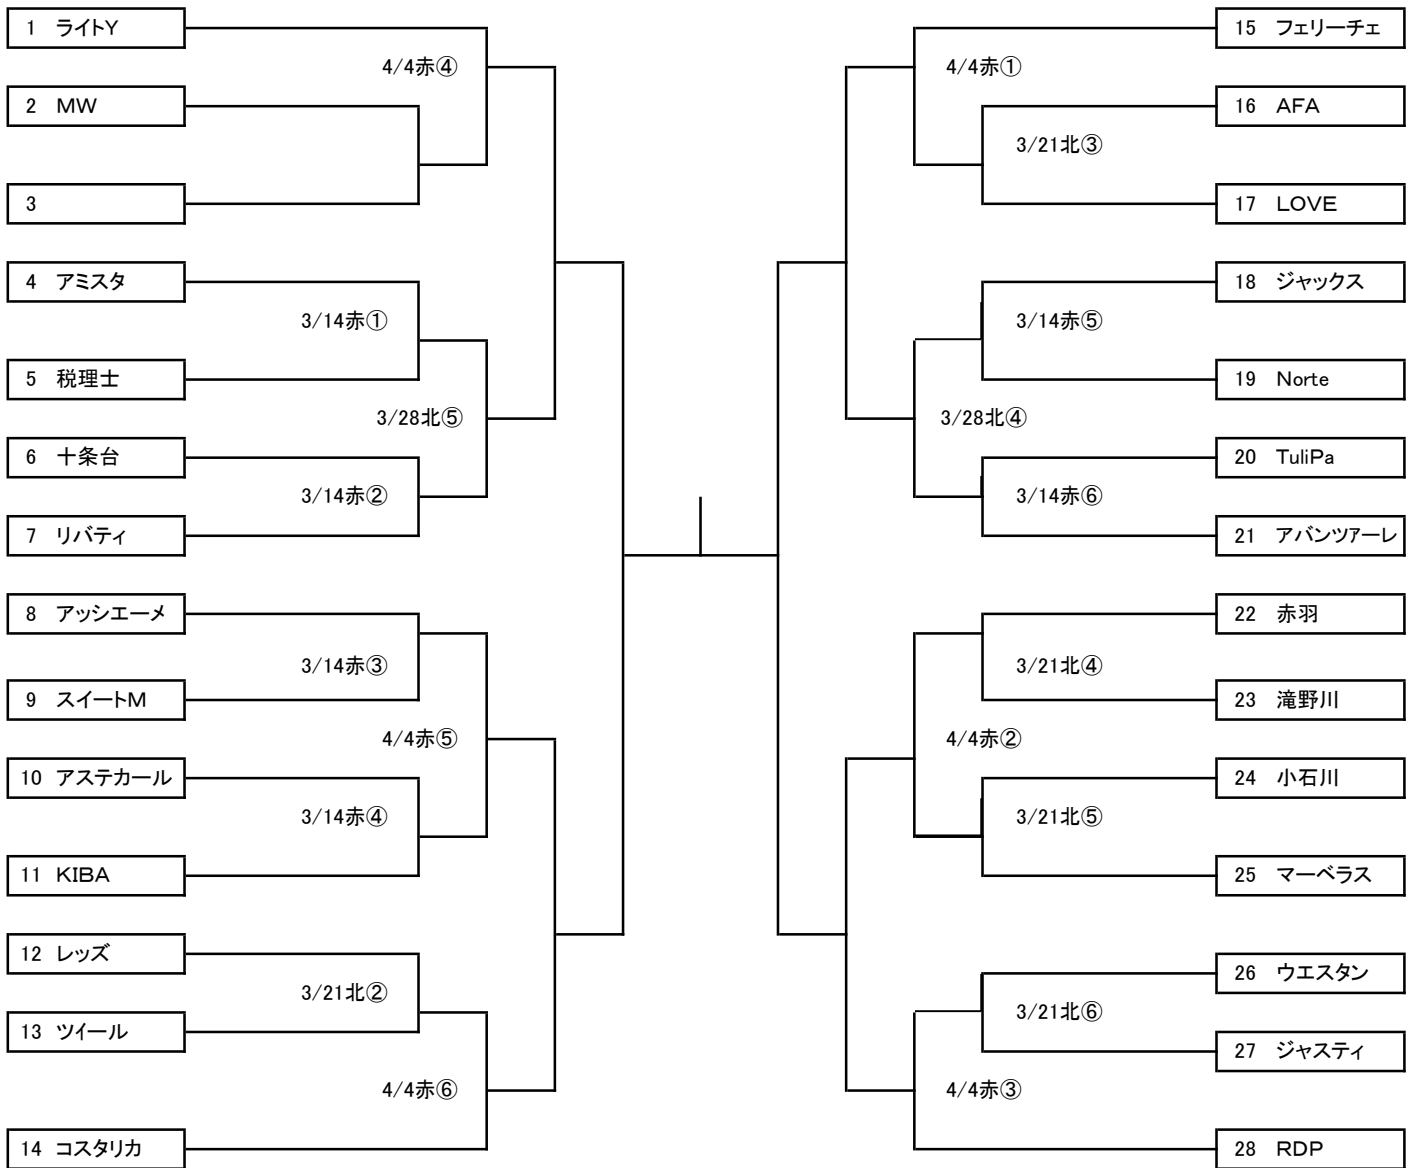 1 ライトY
4/4赤④
2 MW
3
4 アミスタ
3/14赤①
5 税理士
3/28北⑤
6 十条台
3/14赤②
7 リバティ
8 アッシエーメ
3/14赤③
9 スイートM
4/4赤⑤
10 アステカール
3/14赤④
11 KIBA
12 レッズ
3/21北②
13 ツイール
4/4赤⑥
14 コスタリカ
15 フェリーチェ
4/4赤①
16 AFA
3/21北③
17 LOVE
18 ジャックス
3/14赤⑤
19 Norte
3/28北④
20 TuliPa
3/14赤⑥
21 アバンツァーレ
22 赤羽
3/21北④
23 滝野川
4/4赤②
24 小石川
3/21北⑤
25 マーベラス
26 ウエスタン
3/21北⑥
27 ジャスティ
4/4赤③
28 RDP